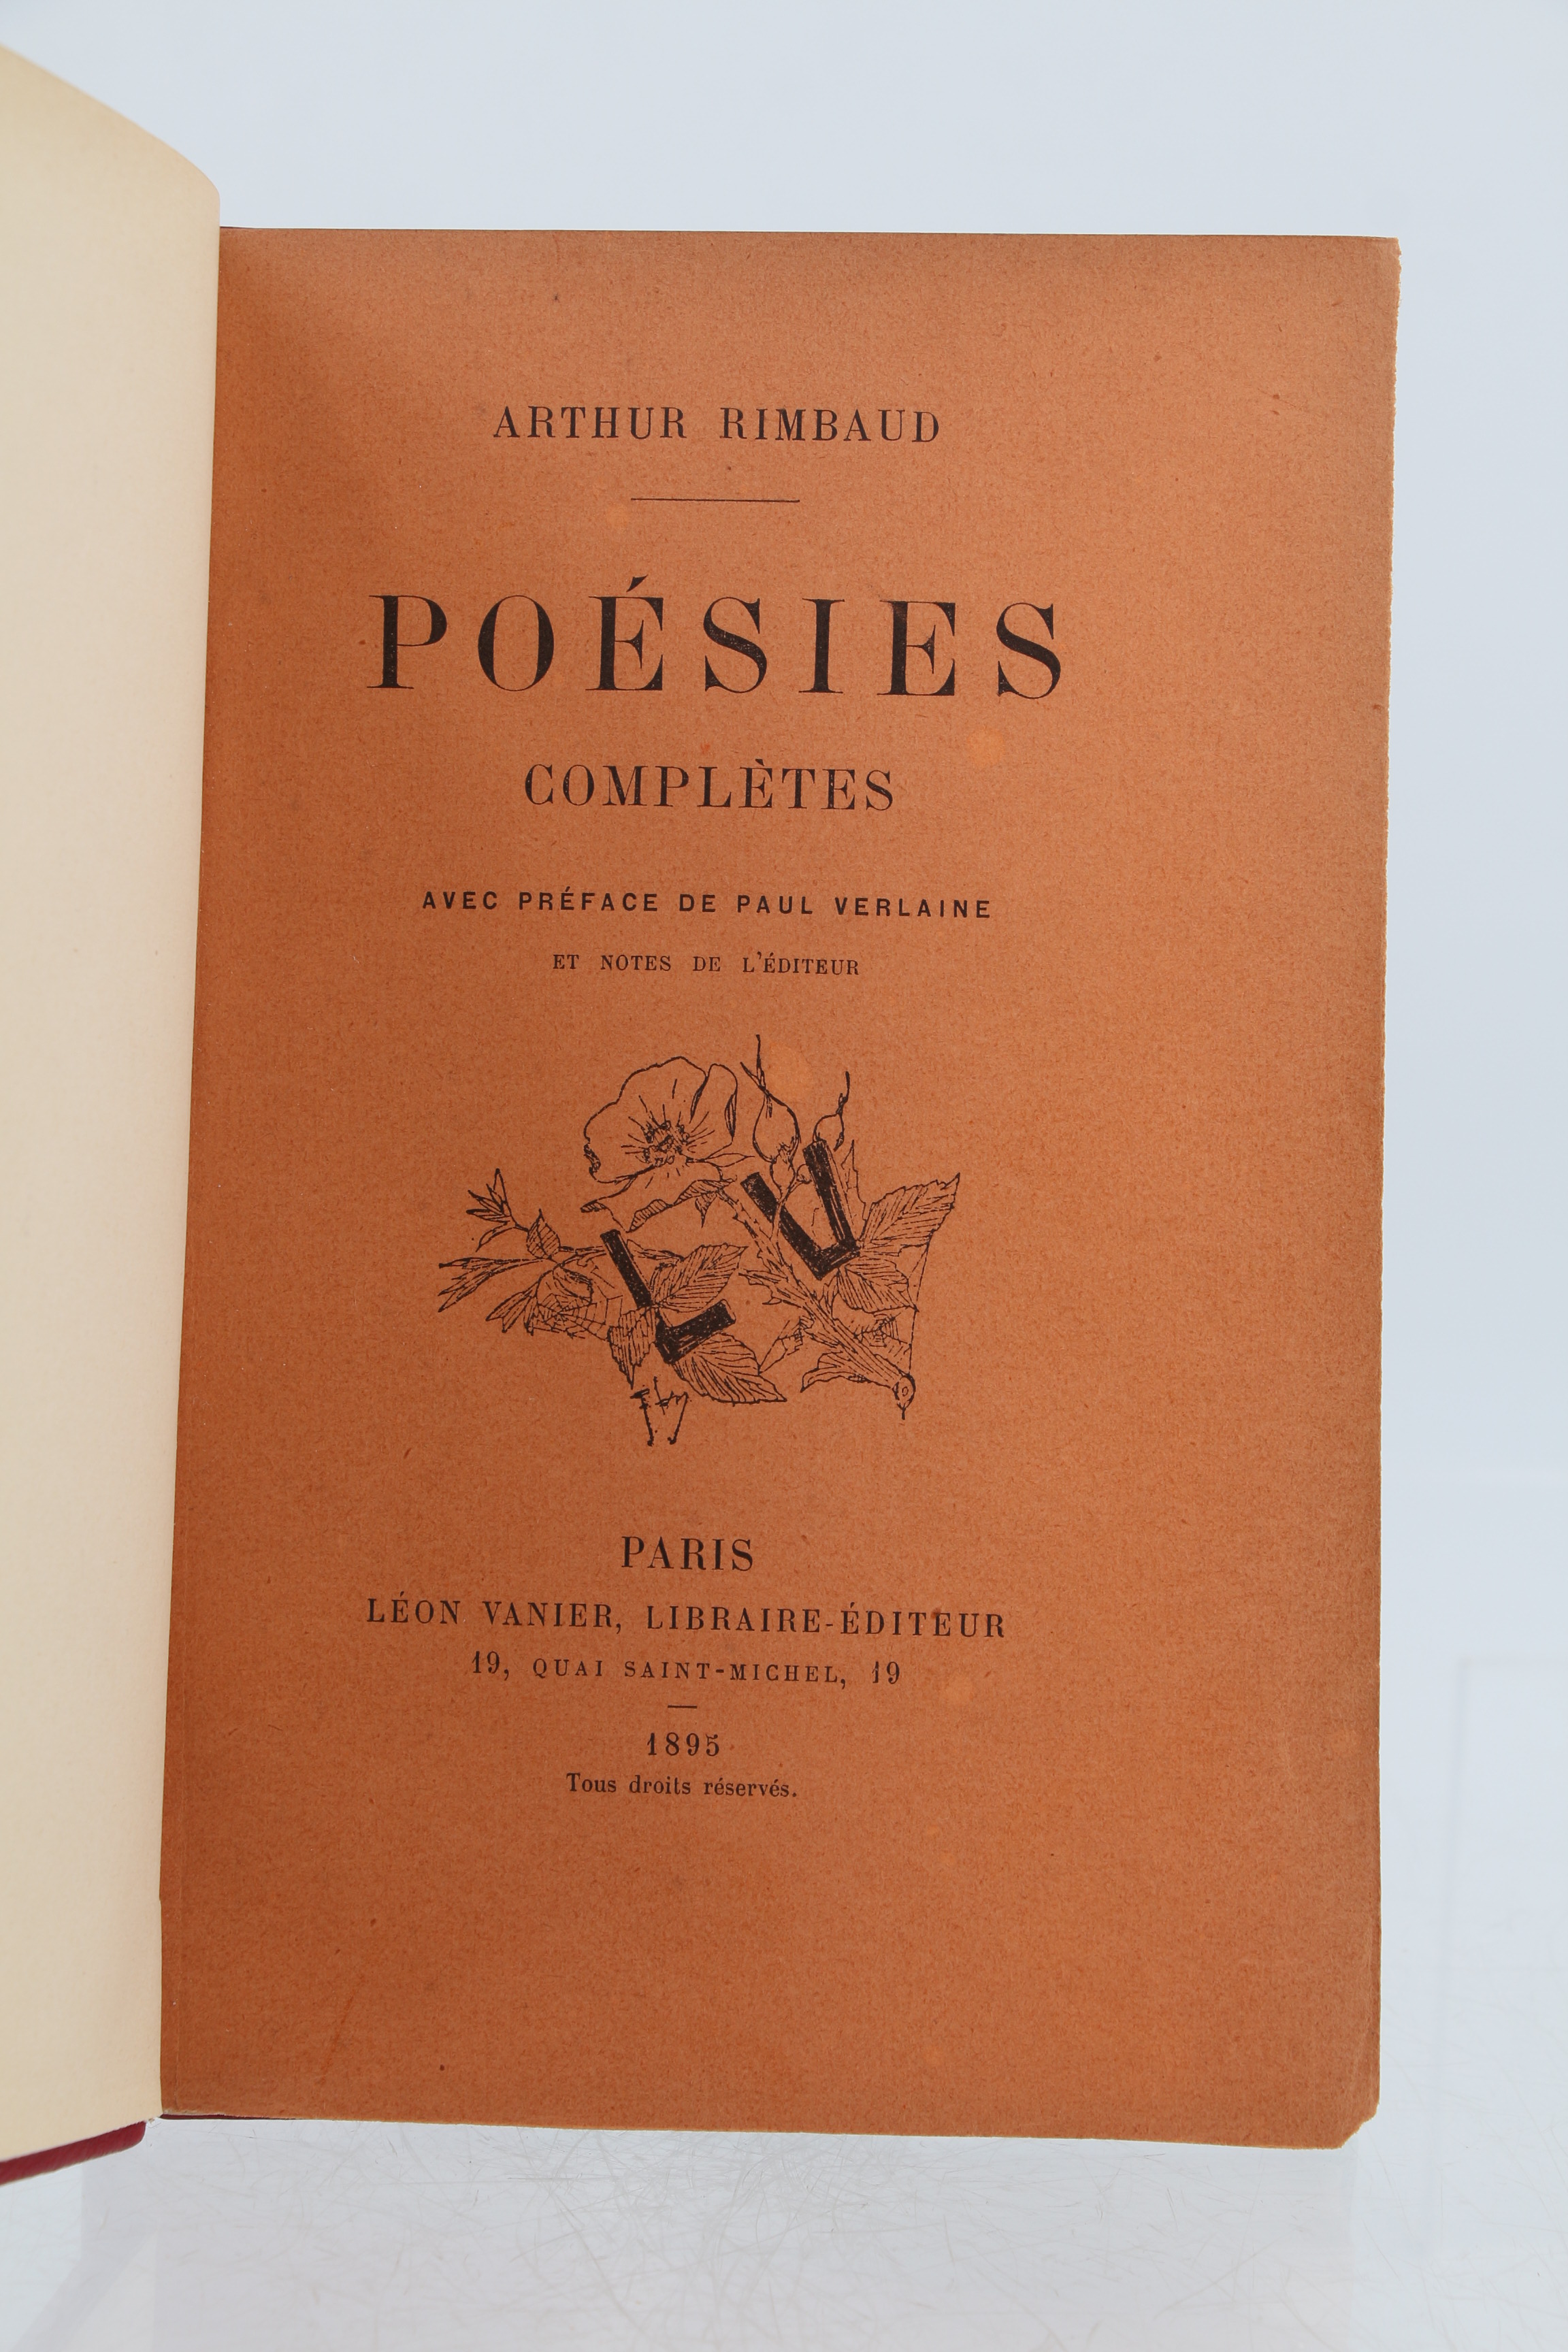 ARTHUR RIMBAUD
POÉSIES
COMPLÈTES
AVEC PRÉFACE DE PAUL VERLAINE
ET NOTES DE L'ÉDITEUR
L V
PARIS
LÉON VANIER, LIBRAIRE-ÉDITEUR
19, QUAI SAINT-MICHEL, 19
1895
Tous droits réservés.